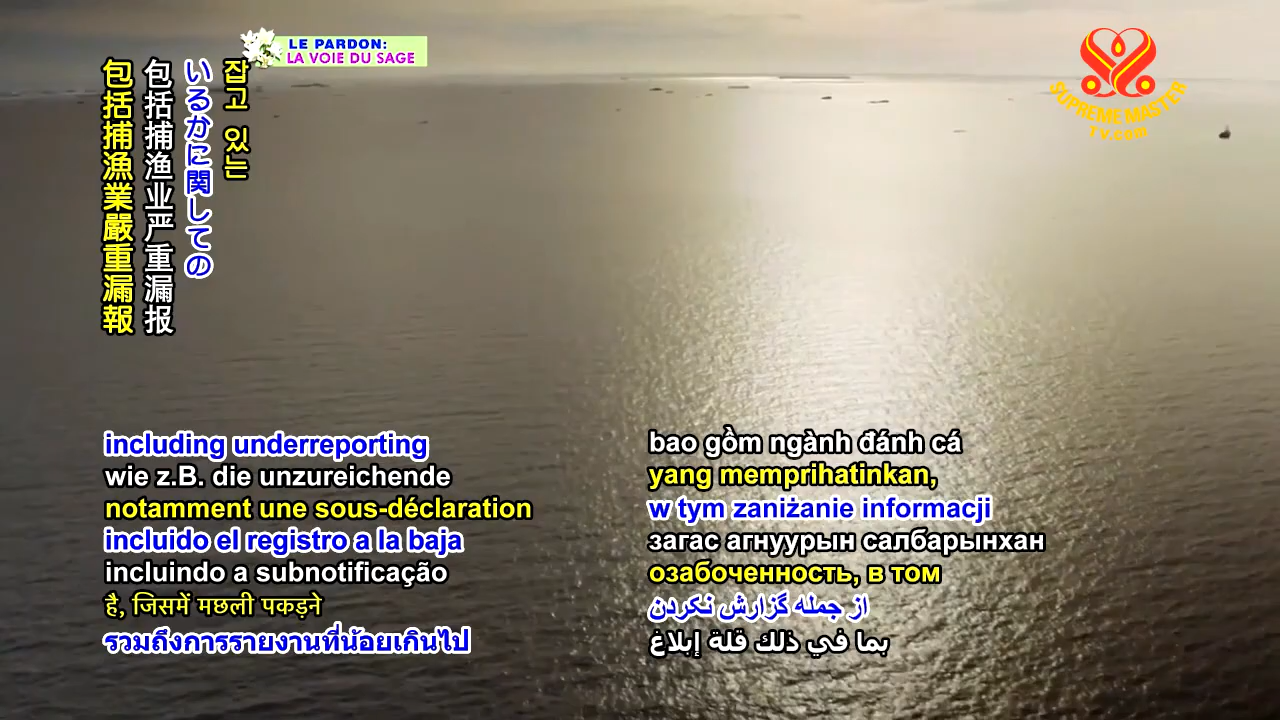 LE PARDON:
LA VOIE DU SAGE
SUPREME MASTER
TV.com
잡고 있는
いるかに関しての
包括捕渔业严重漏报
包括捕漁業嚴重漏報
including underreporting
wie z.B. die unzureichende
notamment une sous-déclaration
incluido el registro a la baja
incluindo a subnotificação
है, जिसमें मछली पकड़ने
รวมถึงการรายงานที่น้อยเกินไป
bao gồm ngành đánh cá
yang memprihatinkan,
w tym zaniżanie informacji
загас агнуурын салбарынхан
озабоченность, в том
از جمله گزارش نکردن
بما في ذلك قلة إبلاغ